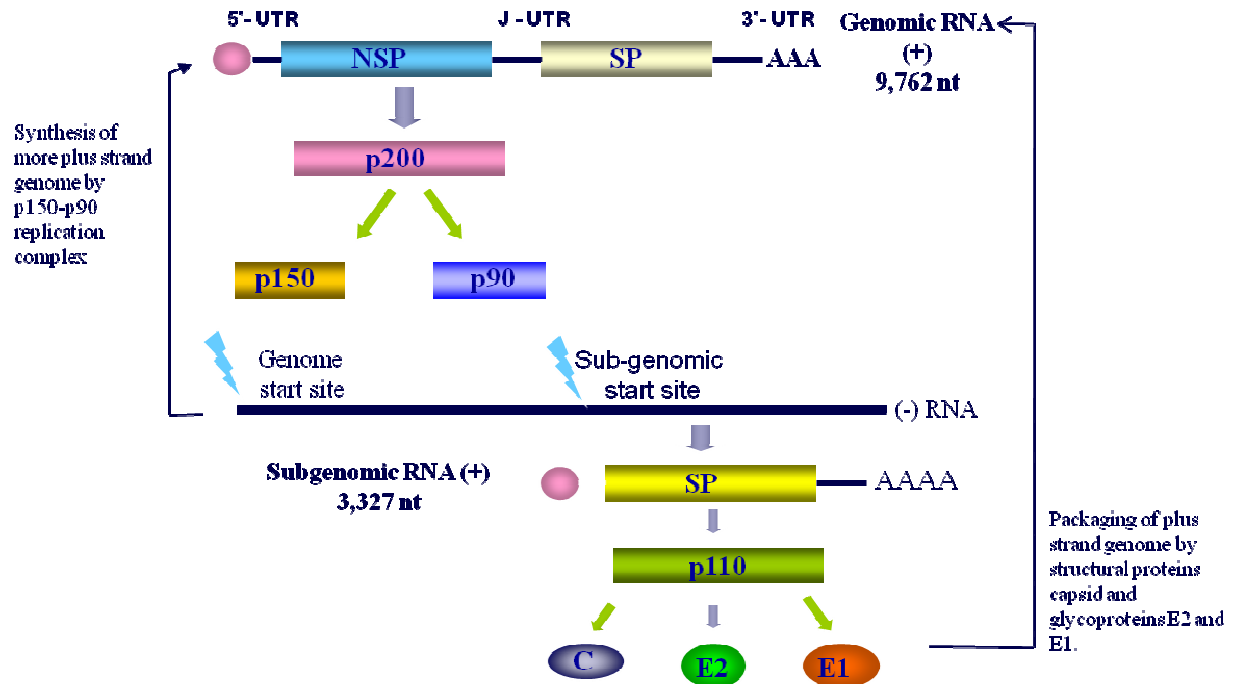 5'- UTR
J - UTR
3'- UTR
Genomic RNA
(+)
9,762 nt
NSP
SP
AAA
Synthesis of
more plus strand
genome by
p150-p90
replication
complex
p200
p150
p90
Genome
start site
Sub-genomic
start site
(-) RNA
Subgenomic RNA (+)
3,327 nt
SP
AAAA
p110
Packaging of plus
strand genome by
structural proteins
capsid and
glycoproteins E2 and
E1.
C
E2
E1